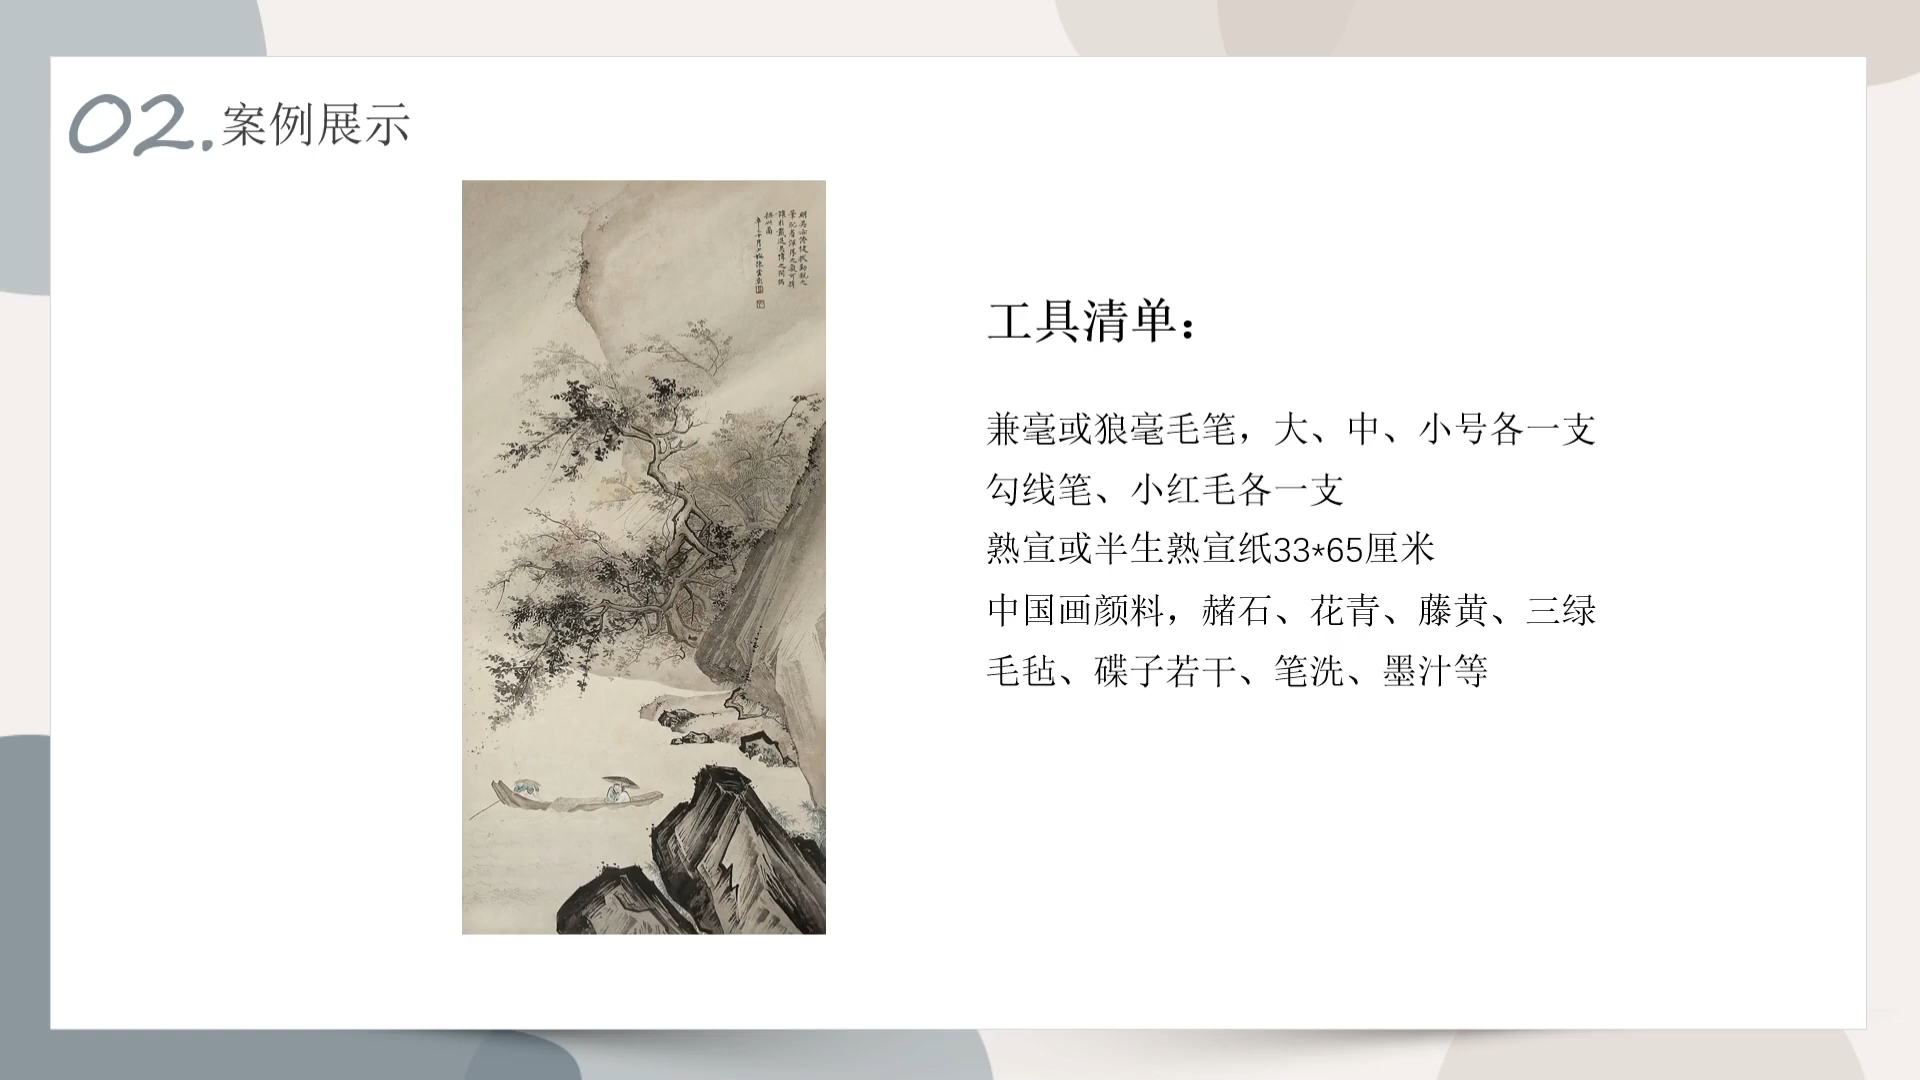 02.案例展示
工具清单：
兼毫或狼毫毛笔，大、中、小号各一支
勾线笔、小红毛各一支
熟宣或半生熟宣纸33*65厘米
中国画颜料，赭石、花青、藤黄、三绿
毛毡、碟子若干、笔洗、墨汁等